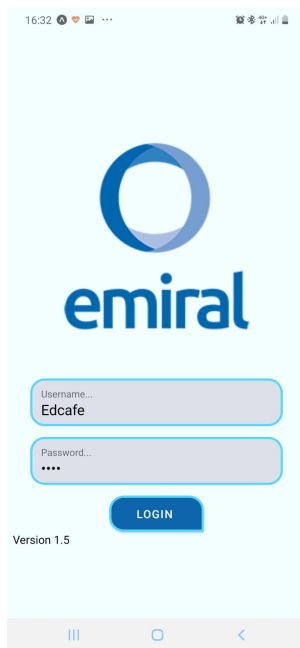 16:32
emiral
Username...
Edcafe
Password...
••••
LOGIN
Version 1.5